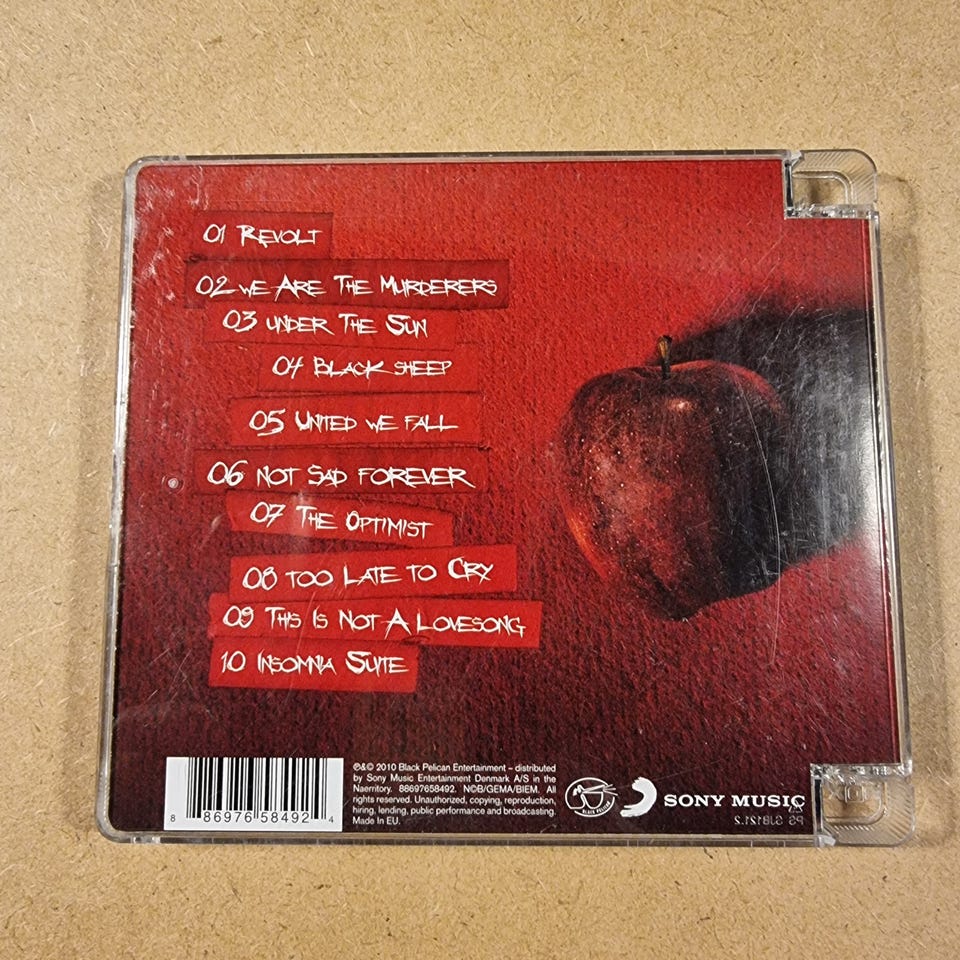 01 Revolt
02 We Are The Murderers
03 Under The Sun
04 Black Sheep
05 United We Fall
06 Not Sad Forever
07 The Optimist
08 Too Late To Cry
09 This Is Not A Lovesong
10 Insomnia Suite
℗&© 2010 Black Pelican Entertainment – distributed
by Sony Music Entertainment Denmark A/S in the
Naerritory. 88697658492. NCB/GEMA/BIEM. All
rights reserved. Unauthorized, copying, reproduction,
hiring, lending, public performance and broadcasting.
Made in EU.
8 86976 58492 4
BLACK PELICAN
SONY MUSIC